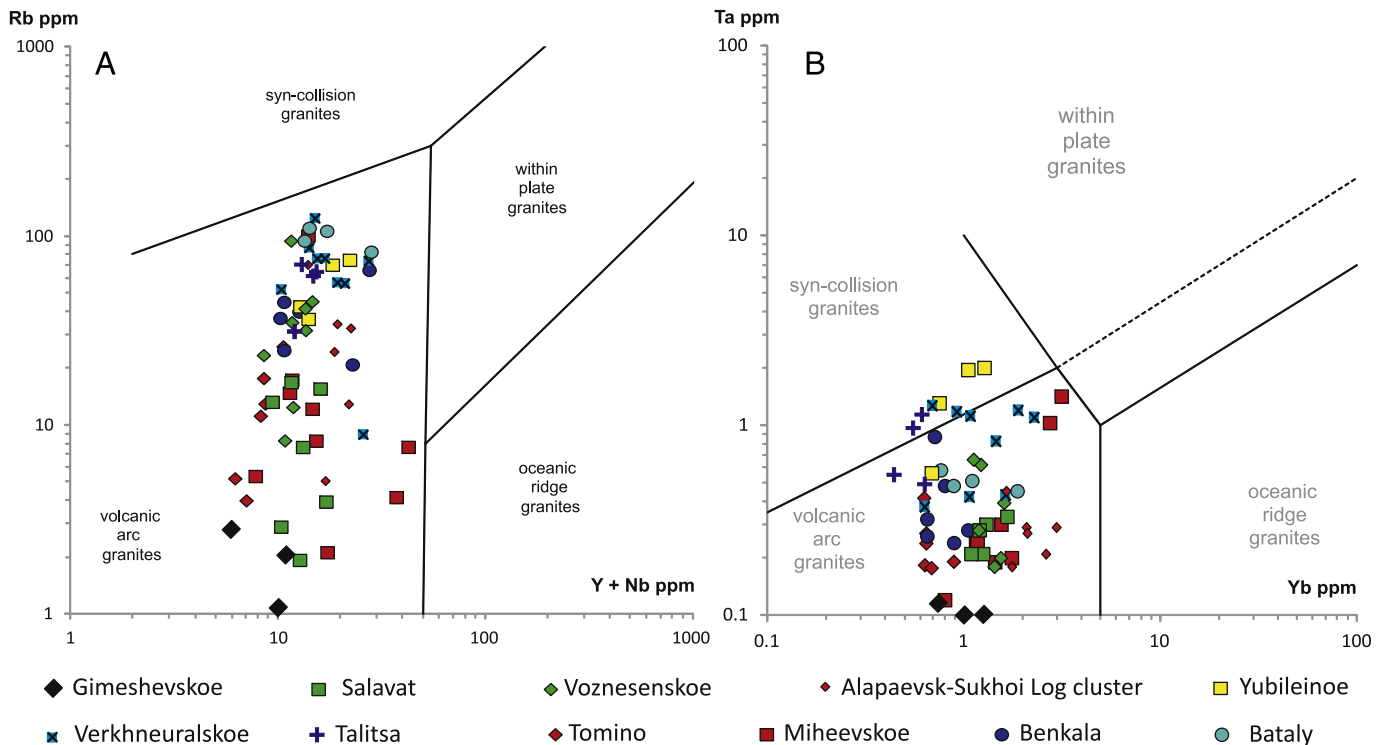 Rb ppm
1000
100
10
1
A
syn-collision
granites
within
plate
granites
oceanic
ridge
granites
volcanic
arc
granites
Y + Nb ppm
1
10
100
1000
Ta ppm
100
10
1
0.1
B
within
plate
granites
syn-collision
granites
volcanic
arc
granites
oceanic
ridge
granites
Yb ppm
0.1
1
10
100
Gimeshevskoe
Salavat
Voznesenskoe
Alapaevsk-Sukhoi Log cluster
Yubileinoe
Verkhneuralskoe
Talitsa
Tomino
Miheevskoe
Benkala
Bataly